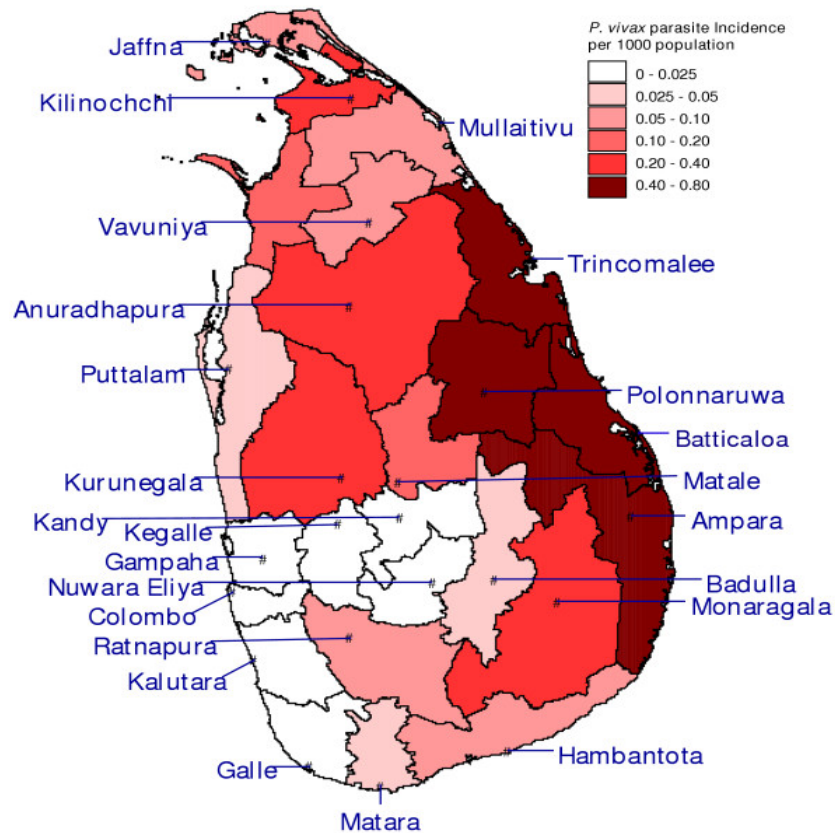 P. vivax parasite Incidence
per 1000 population
0 - 0.025
0.025 - 0.05
0.05 - 0.10
0.10 - 0.20
0.20 - 0.40
0.40 - 0.80
Jaffna
Kilinochchi
Mullaitivu
Vavuniya
Trincomalee
Anuradhapura
Puttalam
Polonnaruwa
Batticaloa
Kurunegala
Matale
Kandy
Kegalle
Ampara
Gampaha
Nuwara Eliya
Badulla
Colombo
Monaragala
Ratnapura
Kalutara
Galle
Hambantota
Matara